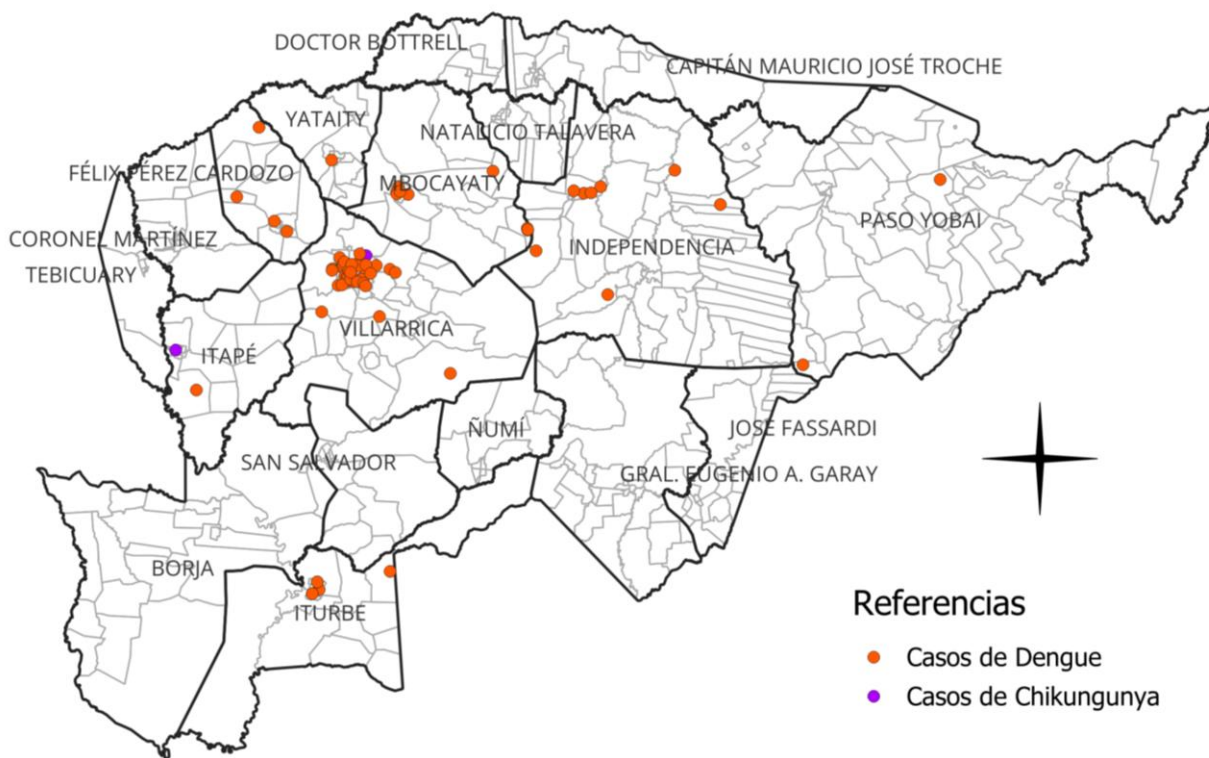 DOCTOR BOTTRELL
CAPITÁN MAURICIO JOSÉ TROCHE
YATAITY
NATALICIO TALAVERA
FÉLIX PÉREZ CARDOZO
MBOCAYATY
PASO YOBAI
CORONEL MARTÍNEZ
INDEPENDENCIA
TEBICUARY
VILLARRICA
ITAPÉ
ÑUMÍ
JOSÉ FASSARDI
SAN SALVADOR
GRAL. EUGENIO A. GARAY
BORJA
ITURBE
Referencias
Casos de Dengue
Casos de Chikungunya